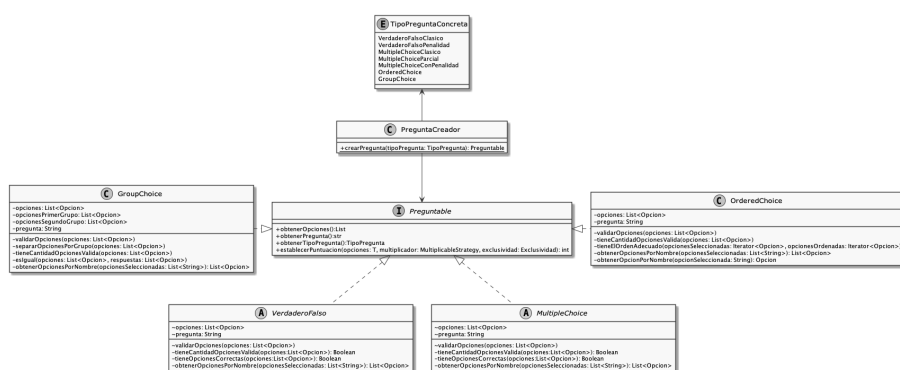 E TipoPreguntaConcreta
VerdaderoFalsoClasico
VerdaderoFalsoPenalidad
MultipleChoiceClasico
MultipleChoiceParcial
MultipleChoiceConPenalidad
OrderedChoice
GroupChoice
C PreguntaCreador
+crearPregunta(tipoPregunta: TipoPregunta): Preguntable
C GroupChoice
-opciones: List<Opcion>
-opcionesPrimerGrupo: List<Opcion>
-opcionesSegundoGrupo: List<Opcion>
-pregunta: String
-validarOpciones(opciones: List<Opcion>)
-separarOpcionesPorGrupo(opciones: List<Opcion>)
-tieneCantidadOpcionesValida(opciones: List<Opcion>)
-esIgual(opciones: List<Opcion>, respuestas: List<Opcion>)
-obtenerOpcionesPorNombre(opcionesSeleccionadas: List<String>): List<Opcion>
I Preguntable
+obtenerOpciones():List
+obtenerPregunta():str
+obtenerTipoPregunta():TipoPregunta
+establecerPuntuacion(opciones: T, multiplicador: MultiplicableStrategy, exclusividad: Exclusividad): int
C OrderedChoice
-opciones: List<Opcion>
-pregunta: String
-validarOpciones(opciones: List<Opcion>)
-tieneCantidadOpcionesValida(opciones: List<Opcion>)
-tieneElOrdenAdecuado(opcionesSeleccionadas: Iterator<Opcion>, opcionesOrdenadas: Iterator <Opcion>)
-obtenerOpcionesPorNombre(opcionesSeleccionadas: List<String>): List<Opcion>
-obtenerOpcionPorNombre(opcionSeleccionada: String): Opcion
A VerdaderoFalso
-opciones: List<Opcion>
-pregunta: String
-validarOpciones(opciones: List<Opcion>)
-tieneCantidadOpcionesValida(opciones:List<Opcion>): Boolean
-tieneOpcionesCorrectas(opciones:List<Opcion>): Boolean
-obtenerOpcionesPorNombre(opcionesSeleccionadas: List<String>): List<Opcion>
A MultipleChoice
-opciones: List<Opcion>
-pregunta: String
-validarOpciones(opciones: List<Opcion>)
-tieneCantidadOpcionesValida(opciones:List<Opcion>): Boolean
-tieneOpcionesCorrectas(opciones:List<Opcion>): Boolean
-obtenerOpcionesPorNombre(opcionesSeleccionadas: List<String>): List<Opcion>